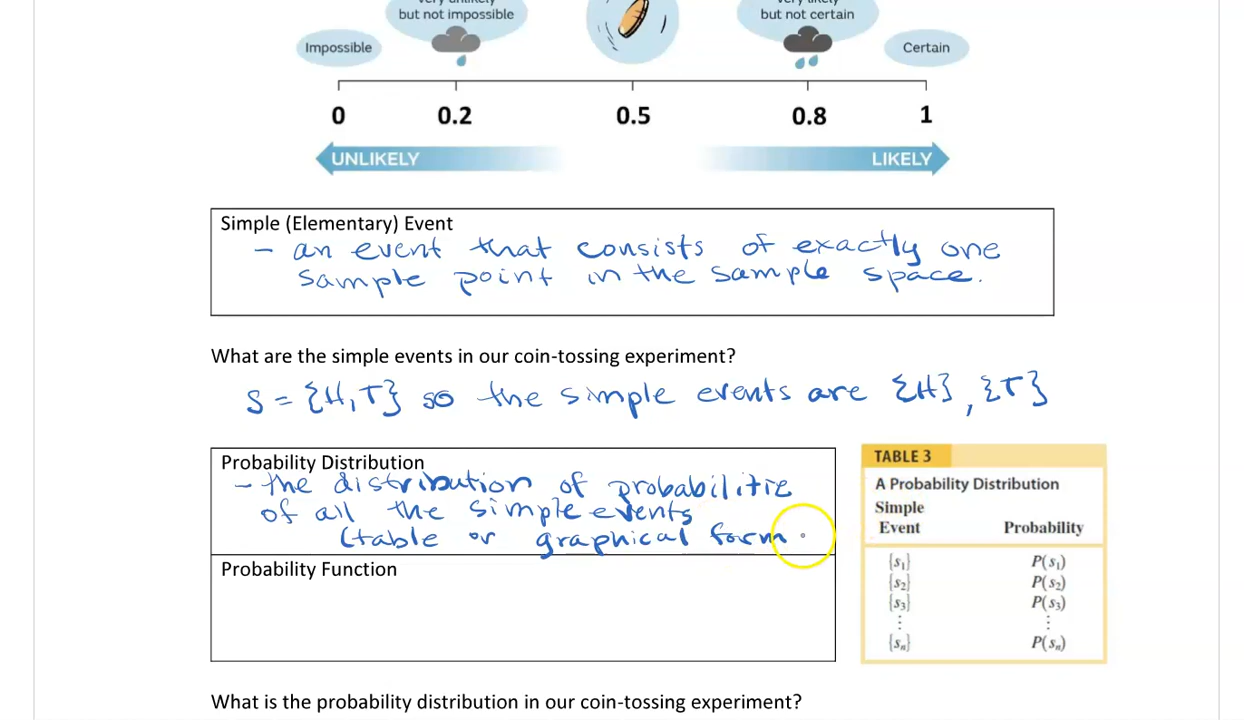 but not impossible
but not certain
Impossible
Certain
0 0.2 0.5 0.8 1
UNLIKELY LIKELY
Simple (Elementary) Event
- an event that consists of exactly one
sample point in the sample space.
What are the simple events in our coin-tossing experiment?
S = {H,T} so the simple events are {H}, {T}
Probability Distribution
- the distribution of probabilitie
of all the simple events
(table or graphical form
Probability Function
TABLE 3
A Probability Distribution
Simple
Event Probability
{s₁} P(s₁)
{s₂} P(s₂)
{s₃} P(s₃)
⋮ ⋮
{sₙ} P(sₙ)
What is the probability distribution in our coin-tossing experiment?